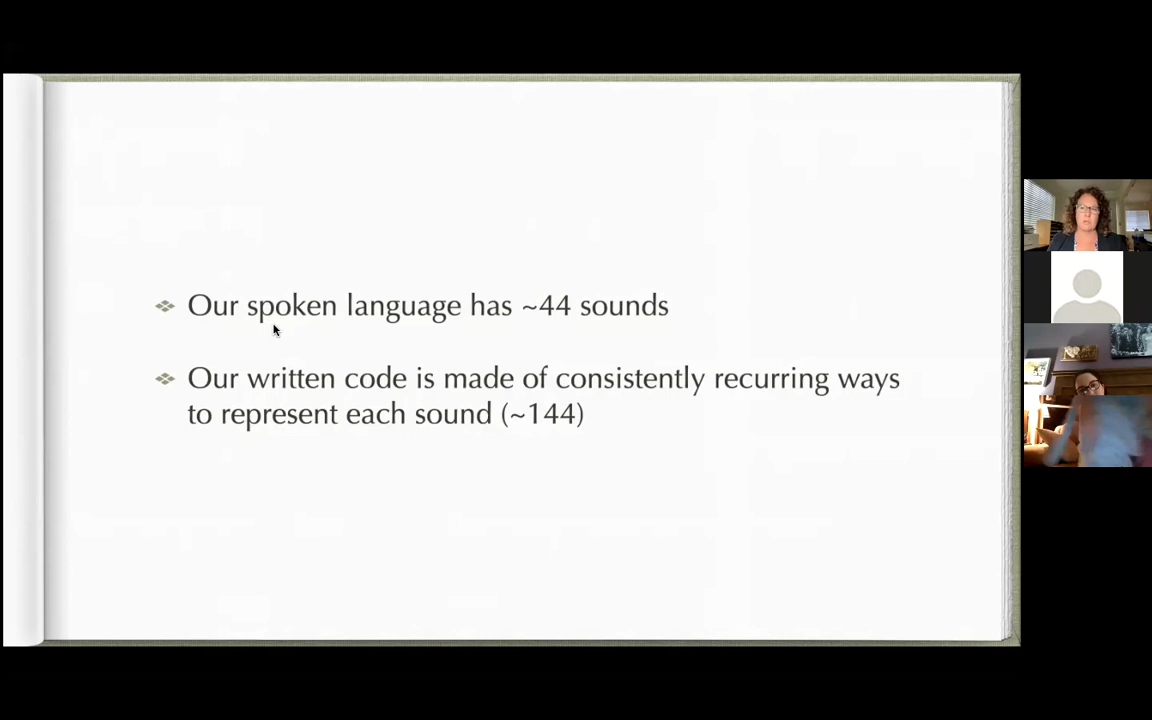 Our spoken language has ~44 sounds
Our written code is made of consistently recurring ways
to represent each sound (~144)